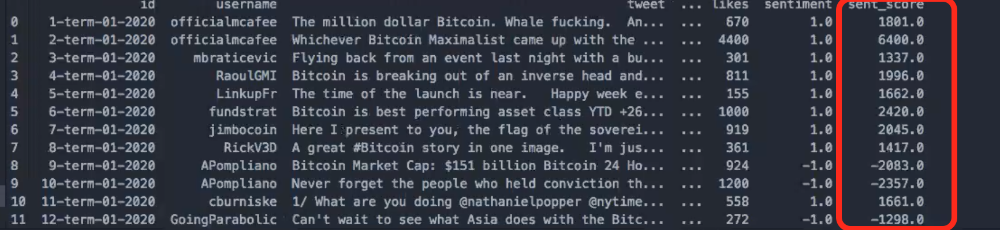 id username tweet ... likes sentiment sent_score
0 1-term-01-2020 officialmcafee The million dollar Bitcoin. Whale fucking. An... ... 670 1.0 1801.0
1 2-term-01-2020 officialmcafee Whichever Bitcoin Maximalist came up with the ... ... 4400 1.0 6400.0
2 3-term-01-2020 mbraticevic Flying back from an event last night with a bu... ... 301 1.0 1337.0
3 4-term-01-2020 RaoulGMI Bitcoin is breaking out of an inverse head and... ... 811 1.0 1996.0
4 5-term-01-2020 LinkupFr The time of the launch is near. Happy week e... ... 155 1.0 1662.0
5 6-term-01-2020 fundstrat Bitcoin is best performing asset class YTD +26... ... 1000 1.0 2420.0
6 7-term-01-2020 jimbocoin Here I present to you, the flag of the soverei... ... 919 1.0 2045.0
7 8-term-01-2020 RickV3D A great #Bitcoin story in one image. I'm jus... ... 361 1.0 1417.0
8 9-term-01-2020 APompliano Bitcoin Market Cap: $151 billion Bitcoin 24 Ho... ... 924 -1.0 -2083.0
9 10-term-01-2020 APompliano Never forget the people who held conviction th... ... 1200 -1.0 -2357.0
10 11-term-01-2020 cburniske 1/ What are you doing @nathanielpopper @nytime... ... 558 1.0 1661.0
11 12-term-01-2020 GoingParabolic Can't wait to see what Asia does with the Bitc... ... 272 -1.0 -1298.0